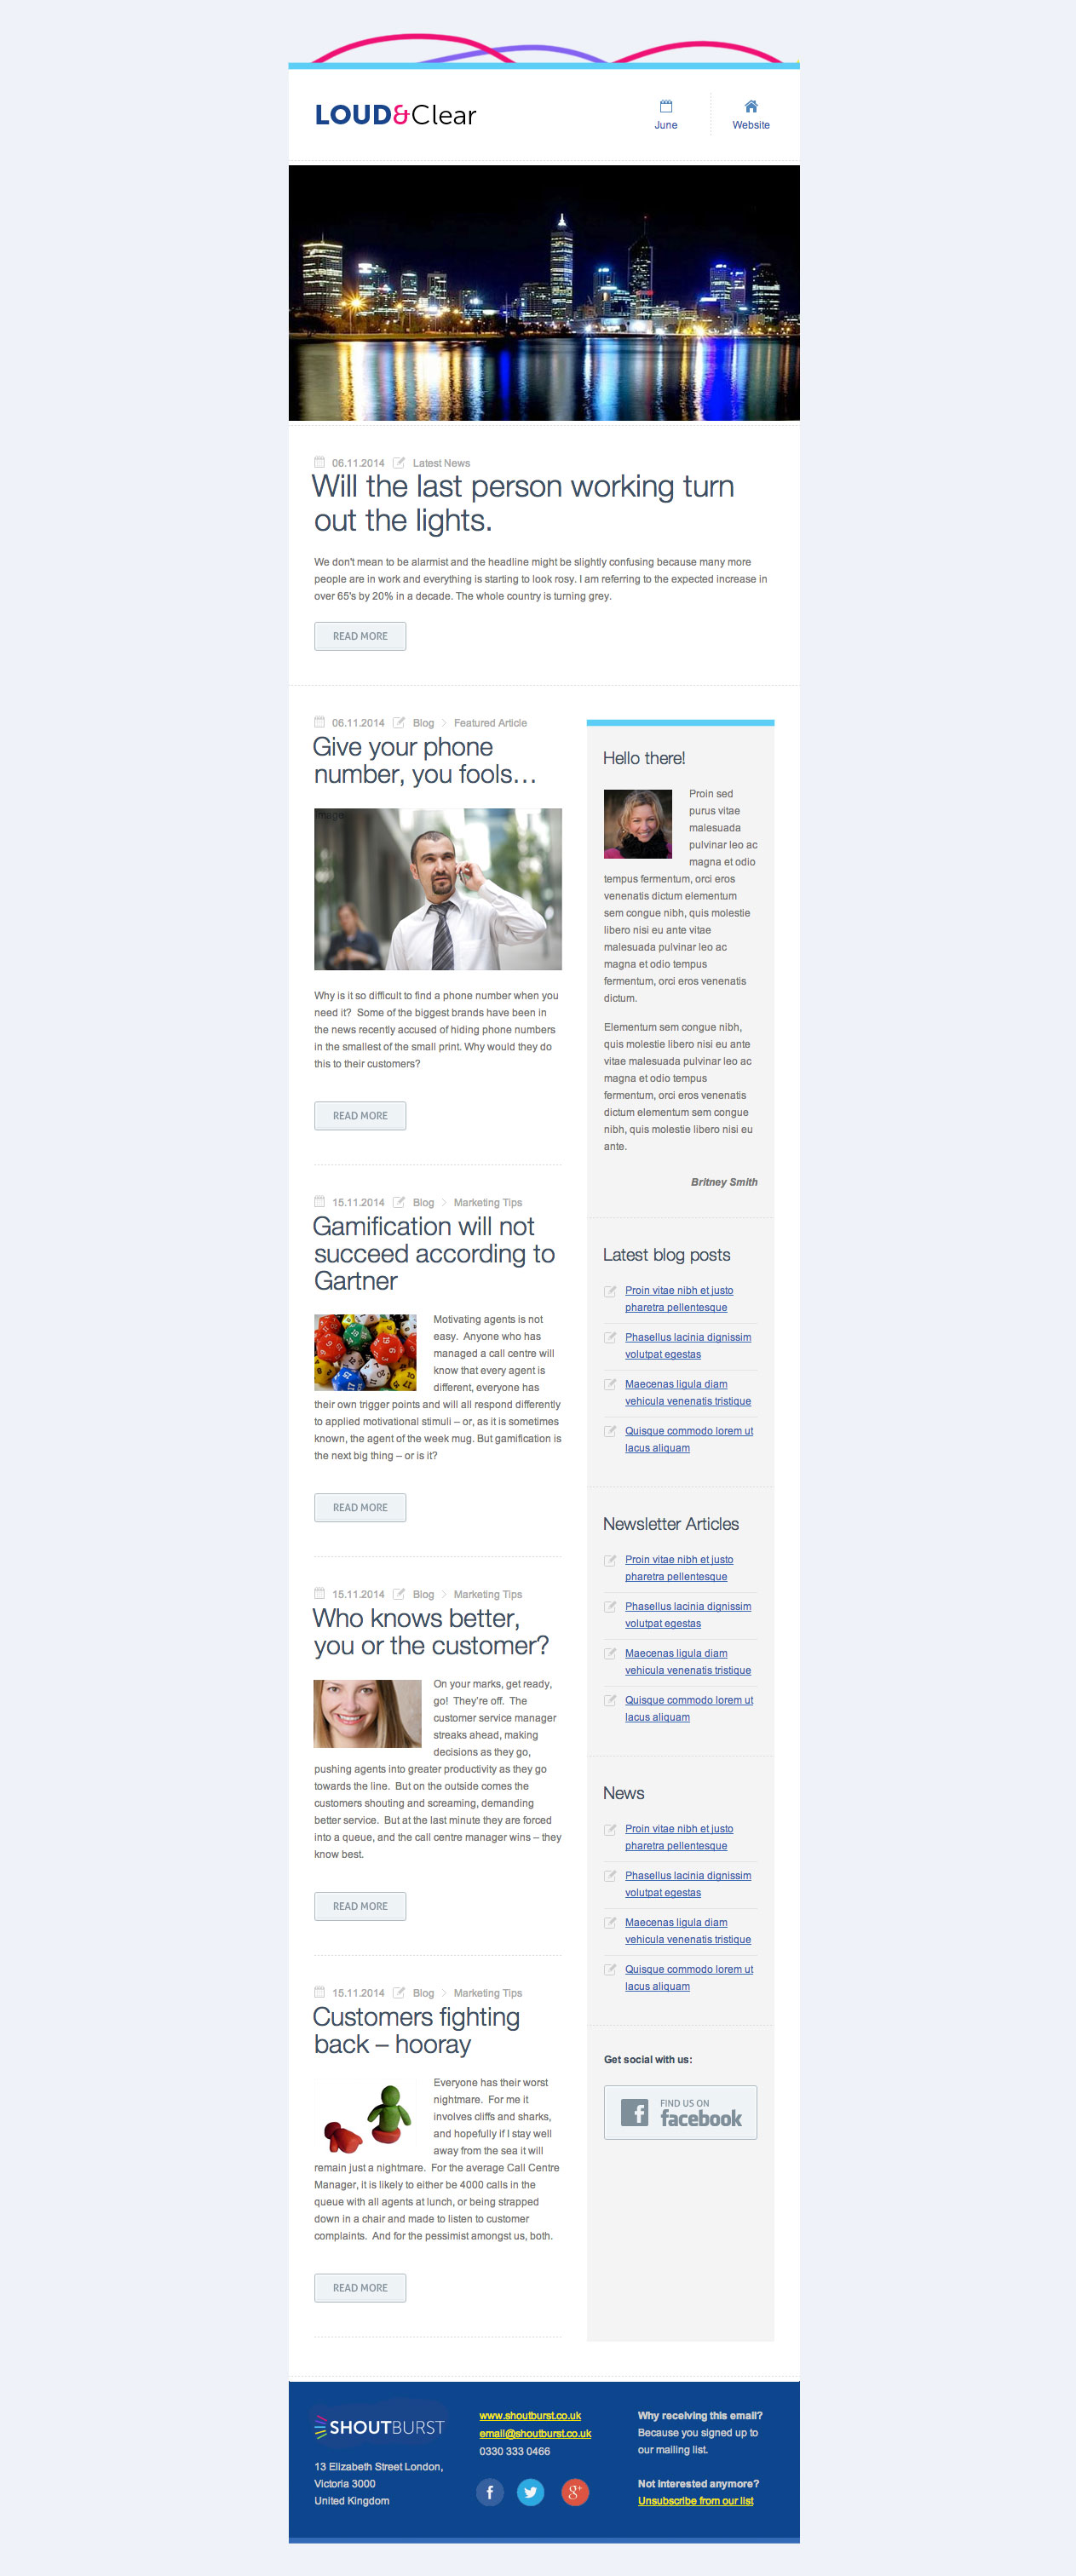 LOUD&Clear
June
Website
06.11.2014 Latest News
Will the last person working turn
out the lights.
We don't mean to be alarmist and the headline might be slightly confusing because many more
people are in work and everything is starting to look rosy. I am referring to the expected increase in
over 65's by 20% in a decade. The whole country is turning grey.
READ MORE
06.11.2014 Blog > Featured Article
Give your phone
number, you fools…
Image
Why is it so difficult to find a phone number when you
need it? Some of the biggest brands have been in
the news recently accused of hiding phone numbers
in the smallest of the small print. Why would they do
this to their customers?
READ MORE
15.11.2014 Blog > Marketing Tips
Gamification will not
succeed according to
Gartner
Motivating agents is not
easy. Anyone who has
managed a call centre will
know that every agent is
different, everyone has
their own trigger points and will all respond differently
to applied motivational stimuli – or, as it is sometimes
known, the agent of the week mug. But gamification is
the next big thing – or is it?
READ MORE
15.11.2014 Blog > Marketing Tips
Who knows better,
you or the customer?
On your marks, get ready,
go! They're off. The
customer service manager
streaks ahead, making
decisions as they go,
pushing agents into greater productivity as they go
towards the line. But on the outside comes the
customers shouting and screaming, demanding
better service. But at the last minute they are forced
into a queue, and the call centre manager wins – they
know best.
READ MORE
15.11.2014 Blog > Marketing Tips
Customers fighting
back – hooray
Everyone has their worst
nightmare. For me it
involves cliffs and sharks,
and hopefully if I stay well
away from the sea it will
remain just a nightmare. For the average Call Centre
Manager, it is likely to either be 4000 calls in the
queue with all agents at lunch, or being strapped
down in a chair and made to listen to customer
complaints. And for the pessimist amongst us, both.
READ MORE
Hello there!
Proin sed
purus vitae
malesuada
pulvinar leo ac
magna et odio
tempus fermentum, orci eros
venenatis dictum elementum
sem congue nibh, quis molestie
libero nisi eu ante vitae
malesuada pulvinar leo ac
magna et odio tempus
fermentum, orci eros venenatis
dictum.
Elementum sem congue nibh,
quis molestie libero nisi eu ante
vitae malesuada pulvinar leo ac
magna et odio tempus
fermentum, orci eros venenatis
dictum elementum sem congue
nibh, quis molestie libero nisi eu
ante.
Britney Smith
Latest blog posts
Proin vitae nibh et justo
pharetra pellentesque
Phasellus lacinia dignissim
volutpat egestas
Maecenas ligula diam
vehicula venenatis tristique
Quisque commodo lorem ut
lacus aliquam
Newsletter Articles
Proin vitae nibh et justo
pharetra pellentesque
Phasellus lacinia dignissim
volutpat egestas
Maecenas ligula diam
vehicula venenatis tristique
Quisque commodo lorem ut
lacus aliquam
News
Proin vitae nibh et justo
pharetra pellentesque
Phasellus lacinia dignissim
volutpat egestas
Maecenas ligula diam
vehicula venenatis tristique
Quisque commodo lorem ut
lacus aliquam
Get social with us:
FIND US ON
facebook
SHOUTBURST
13 Elizabeth Street London,
Victoria 3000
United Kingdom
www.shoutburst.co.uk
email@shoutburst.co.uk
0330 333 0466
Why receiving this email?
Because you signed up to
our mailing list.
Not interested anymore?
Unsubscribe from our list